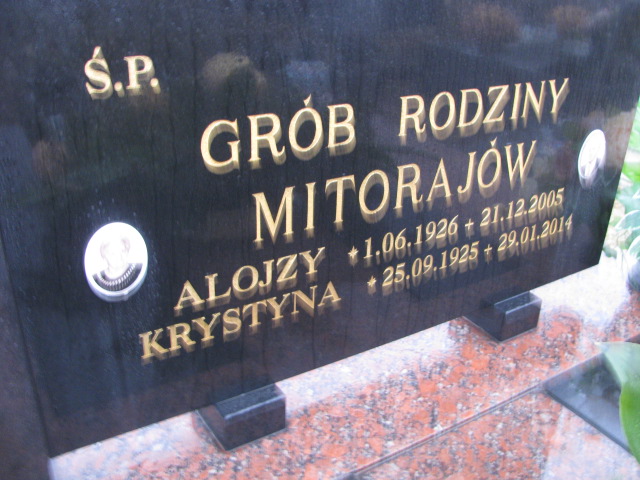 Ś.P.
GRÓB RODZINY
MITORAJÓW
ALOJZY *1.06.1926 + 21.12.2005
KRYSTYNA *25.09.1925 + 29.01.2014